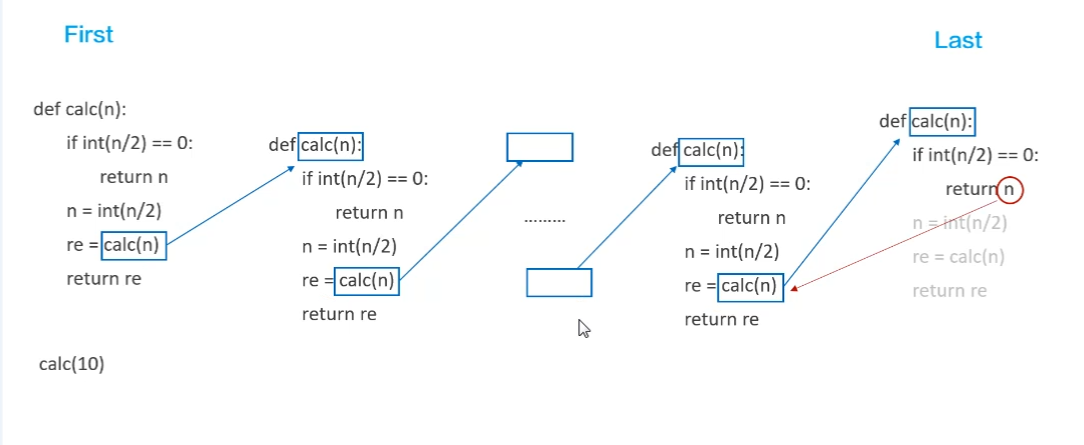 First
Last
def calc(n):
if int(n/2) == 0:
return n
n = int(n/2)
re = calc(n)
return re
def calc(n):
if int(n/2) == 0:
return n
n = int(n/2)
re = calc(n)
return re
.........
def calc(n):
if int(n/2) == 0:
return n
n = int(n/2)
re = calc(n)
return re
def calc(n):
if int(n/2) == 0:
return n
n = int(n/2)
re = calc(n)
return re
calc(10)